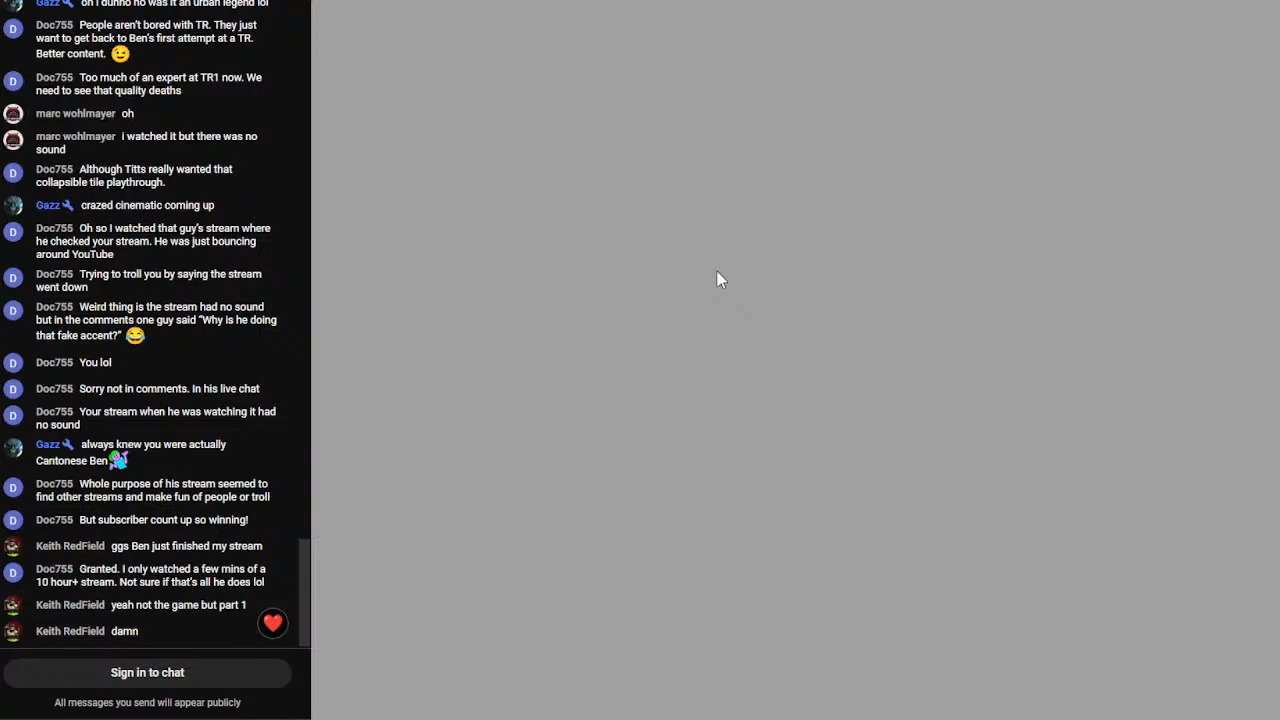 Gazz oh i dunno no was it an urban legend lol
D Doc755 People aren't bored with TR. They just
want to get back to Ben's first attempt at a TR.
Better content.
D Doc755 Too much of an expert at TR1 now. We
need to see that quality deaths
marc wohlmayer oh
marc wohlmayer i watched it but there was no
sound
D Doc755 Although Titts really wanted that
collapsible tile playthrough.
Gazz crazed cinematic coming up
D Doc755 Oh so I watched that guy's stream where
he checked your stream. He was just bouncing
around YouTube
D Doc755 Trying to troll you by saying the stream
went down
D Doc755 Weird thing is the stream had no sound
but in the comments one guy said “Why is he doing
that fake accent?”
D Doc755 You lol
D Doc755 Sorry not in comments. In his live chat
D Doc755 Your stream when he was watching it had
no sound
Gazz always knew you were actually
Cantonese Ben
D Doc755 Whole purpose of his stream seemed to
find other streams and make fun of people or troll
D Doc755 But subscriber count up so winning!
Keith RedField ggs Ben just finished my stream
D Doc755 Granted. I only watched a few mins of a
10 hour+ stream. Not sure if that's all he does lol
Keith RedField yeah not the game but part 1
Keith RedField damn
Sign in to chat
All messages you send will appear publicly